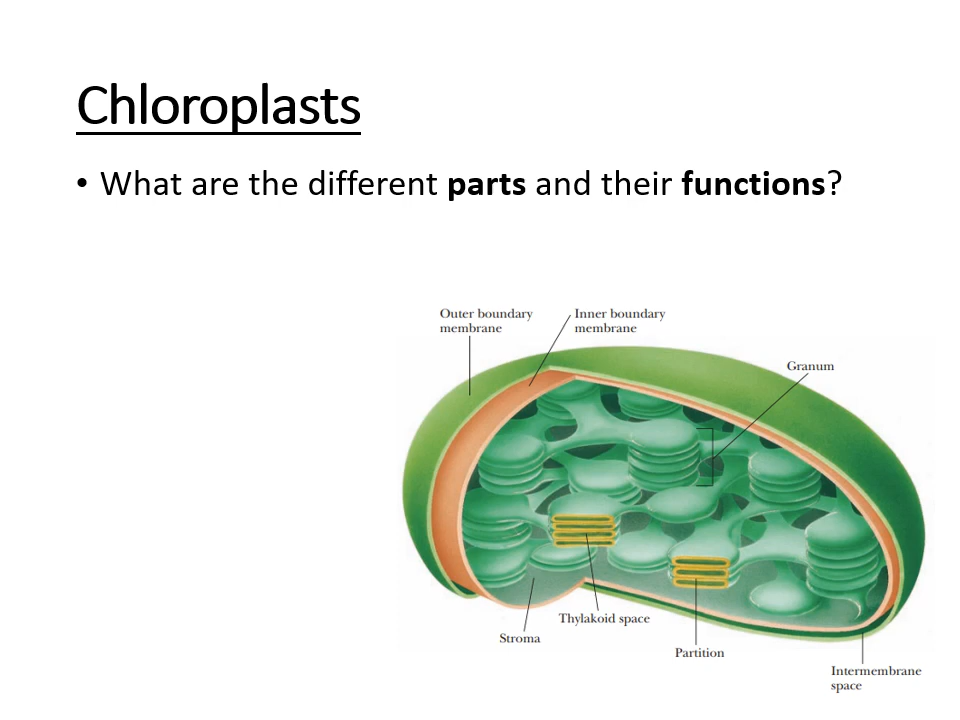 Chloroplasts
• What are the different parts and their functions?
Outer boundary
membrane
Inner boundary
membrane
Granum
Thylakoid space
Stroma
Partition
Intermembrane
space